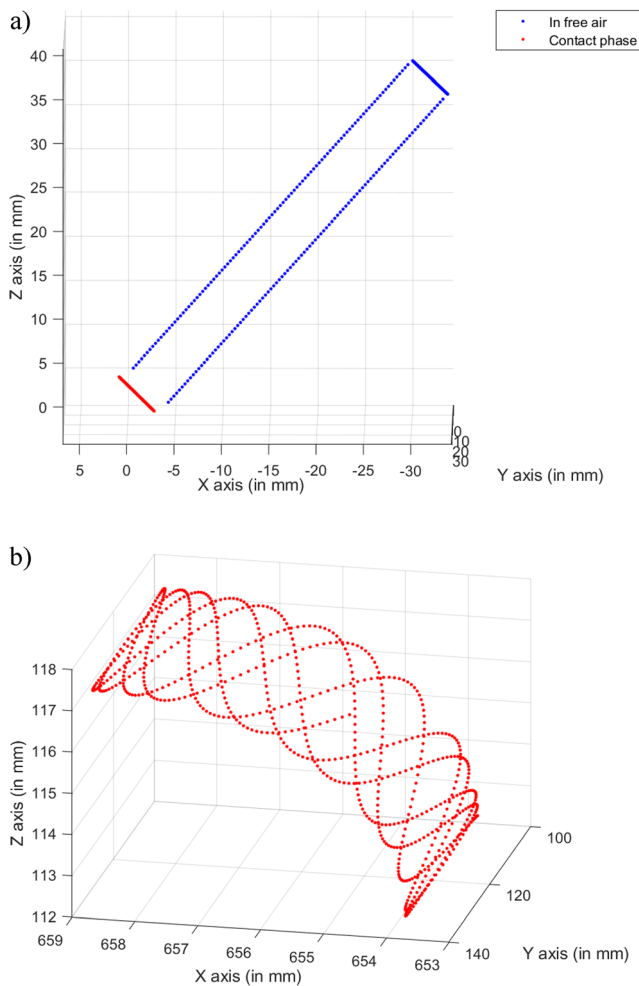 a)
In free air
Contact phase
40
35
30
25
20
15
10
5
0
Z axis (in mm)
5 0 -5 -10 -15 -20 -25 -30
X axis (in mm)
0
10
20
30
Y axis (in mm)
b)
118
117
116
115
114
113
112
Z axis (in mm)
659 658 657 656 655 654 653
X axis (in mm)
100
120
140
Y axis (in mm)